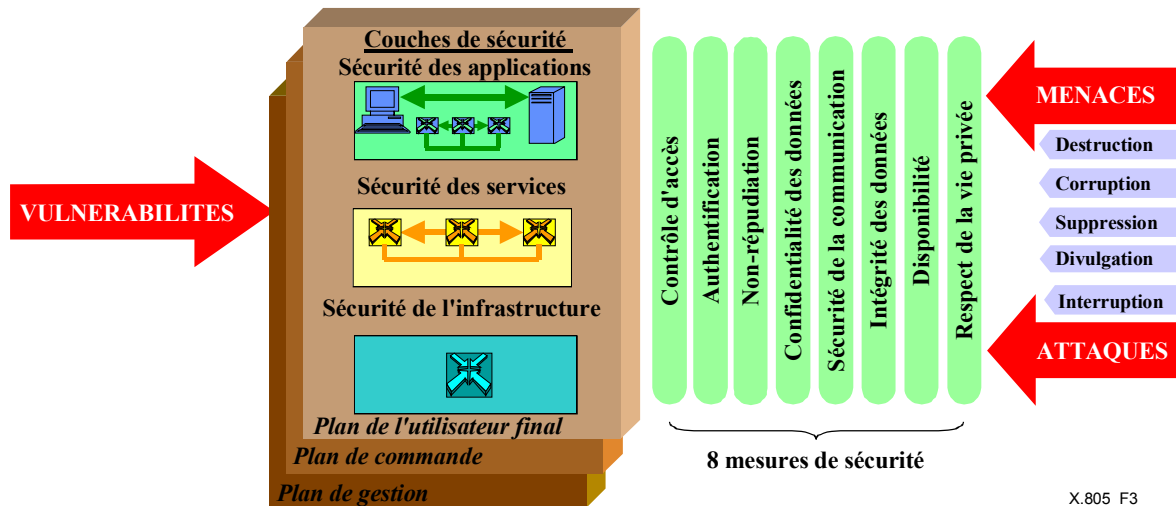 Couches de sécurité
Sécurité des applications
Sécurité des services
Sécurité de l'infrastructure
Plan de l'utilisateur final
Plan de commande
Plan de gestion
VULNERABILITES
Contrôle d'accès
Authentification
Non-répudiation
Confidentialité des données
Sécurité de la communication
Intégrité des données
Disponibilité
Respect de la vie privée
8 mesures de sécurité
MENACES
Destruction
Corruption
Suppression
Divulgation
Interruption
ATTAQUES
X.805 F3